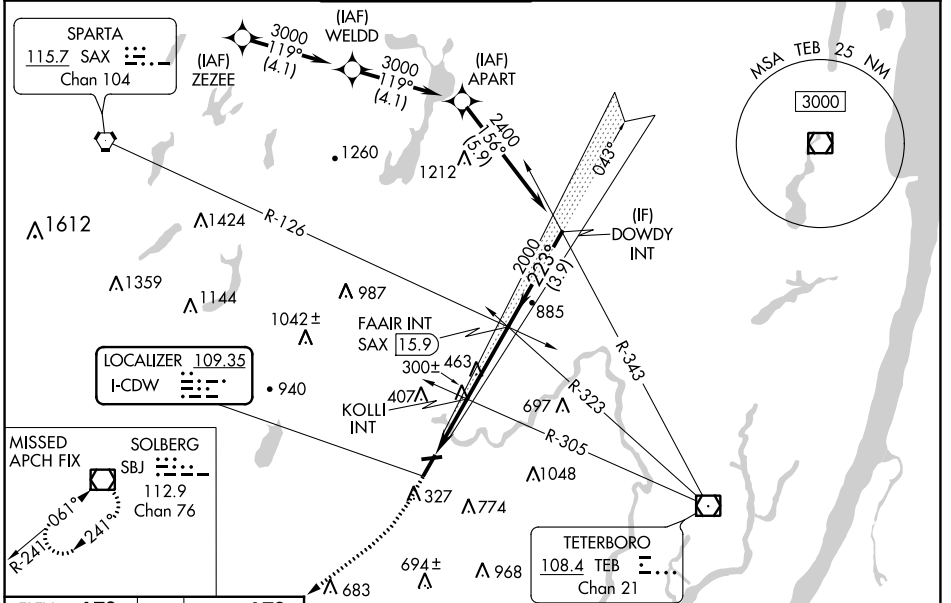 SPARTA
115.7 SAX
Chan 104
(IAF)
ZEZEE
3000
119°
(4.1)
(IAF)
WELDD
3000
119°
(4.1)
(IAF)
APART
2400
156°
(5.9)
MSA TEB 25 NM
3000
1260
1212
043°
1612
1424
R-126
(IF)
DOWDY
INT
2000
223°
(3.9)
1359
1144
987
885
1042±
FAAIR INT
SAX 15.9
R-343
LOCALIZER 109.35
I-CDW
940
300±
463
407
KOLLI
INT
697
R-323
R-305
MISSED
APCH FIX
SOLBERG
SBJ
112.9
Chan 76
061°
241°
R-241
327
774
1048
TETERBORO
108.4 TEB
Chan 21
683
694±
968